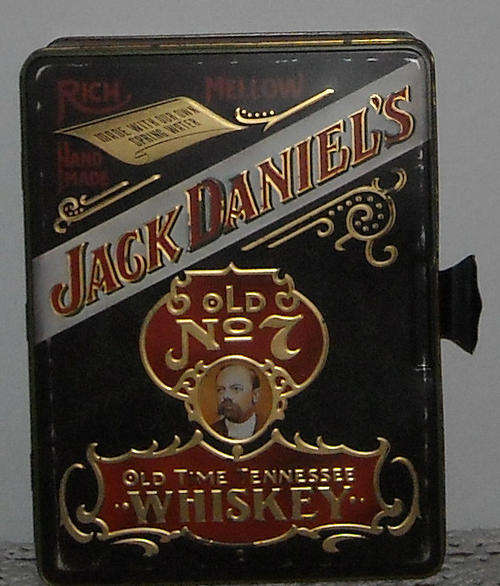 RICH MELLOW
MADE WITH OUR OWN
SPRING WATER
HAND
MADE
JACK DANIEL'S
OLD
No 7
OLD TIME TENNESSEE
WHISKEY